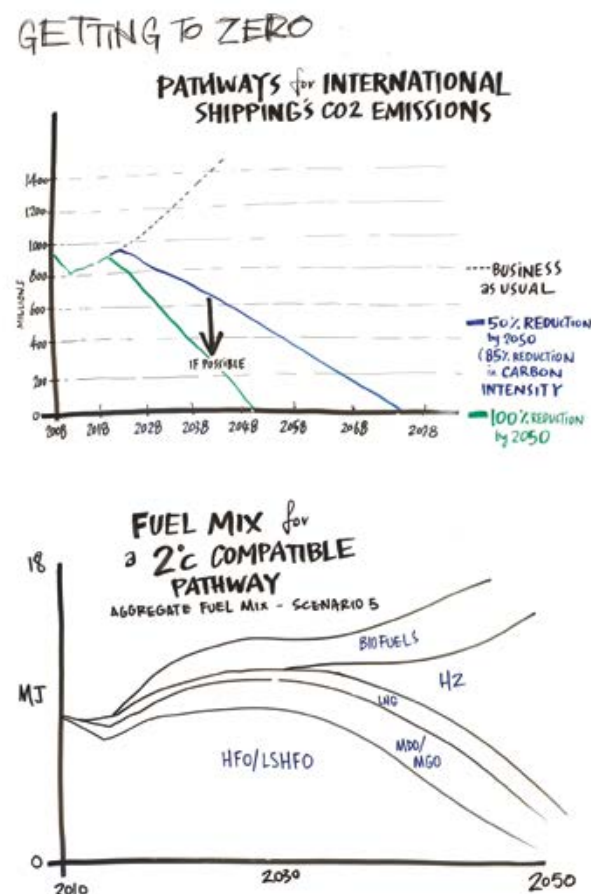 GETTING TO ZERO
PATHWAYS for INTERNATIONAL
SHIPPING'S CO2 EMISSIONS
1400
1200
1000
800
600
400
200
0
MILLIONS
2008
2018
2028
2038
2048
2058
2068
2078
IF POSSIBLE
BUSINESS
as USUAL
50% REDUCTION
by 2050
(85% REDUCTION
in CARBON
INTENSITY
100% REDUCTION
by 2050
FUEL MIX for
a 2°C COMPATIBLE
PATHWAY
AGGREGATE FUEL MIX - SCENARIO 5
18
MJ
0
BIOFUELS
H2
LNG
MDO/
MGO
HFO/LSHFO
2010
2030
2050